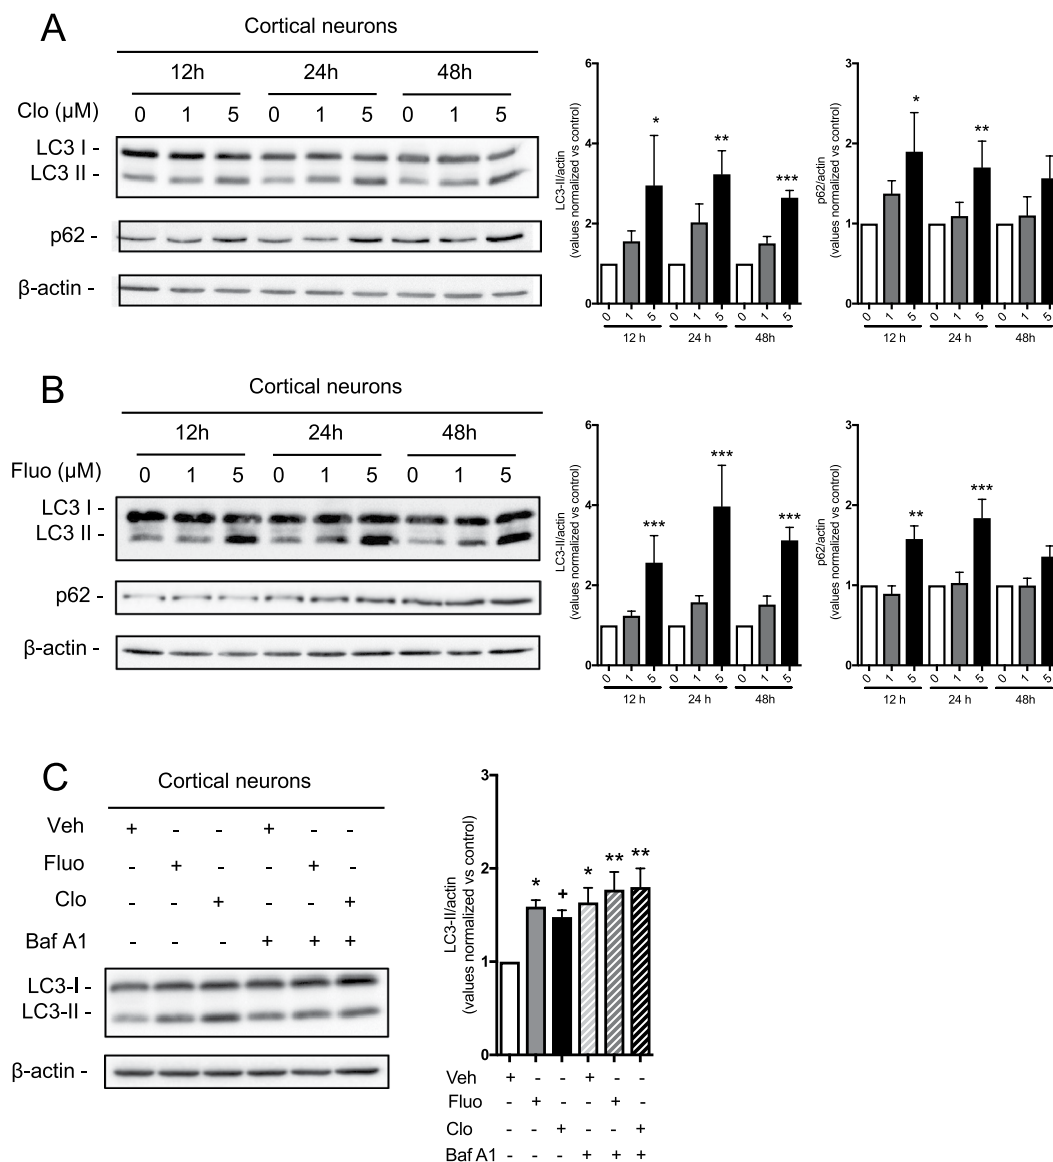 A
Cortical neurons
12h 24h 48h
Clo (µM) 0 1 5 0 1 5 0 1 5
LC3 I -
LC3 II -
p62 -
β-actin -
LC3-II/actin
(values normalized vs control)
6
4
2
0
* ** ***
0 1 5 0 1 5 0 1 5
12 h 24 h 48h
p62/actin
(values normalized vs control)
3
2
1
0
* **
0 1 5 0 1 5 0 1 5
12 h 24 h 48h
B
Cortical neurons
12h 24h 48h
Fluo (µM) 0 1 5 0 1 5 0 1 5
LC3 I -
LC3 II -
p62 -
β-actin -
LC3-II/actin
(values normalized vs control)
6
4
2
0
*** *** ***
0 1 5 0 1 5 0 1 5
12 h 24 h 48h
p62/actin
(values normalized vs control)
3
2
1
0
** ***
0 1 5 0 1 5 0 1 5
12 h 24 h 48h
C
Cortical neurons
Veh + - - + - -
Fluo - + - - + -
Clo - - + - - +
Baf A1 - - - + + +
LC3-I -
LC3-II -
β-actin -
LC3-II/actin
(values normalized vs control)
3
2
1
0
* + * ** **
Veh + - - + - -
Fluo - + - - + -
Clo - - + - - +
Baf A1 - - - + + +